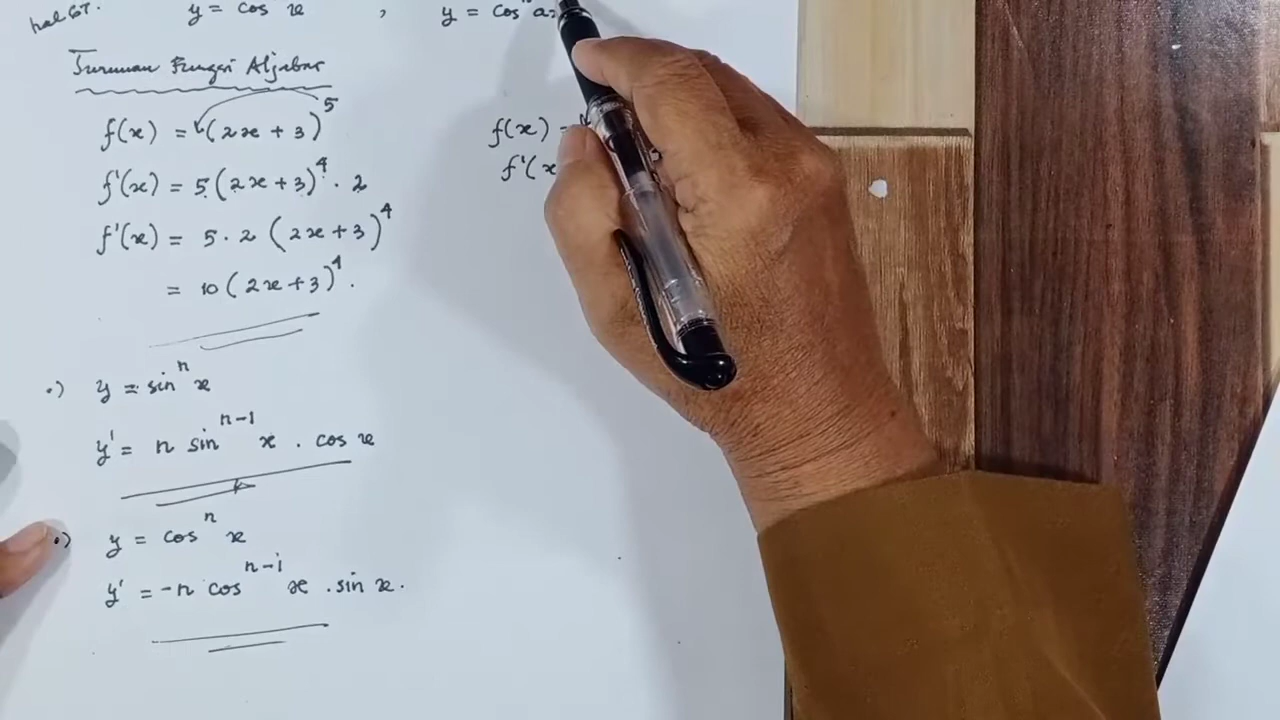 hal 67. y = cos x , y = cos ax
Turunan Fungsi Aljabar
f(x) = (2x + 3)^5
f'(x) = 5(2x+3)^4 . 2
f'(x) = 5 . 2 (2x+3)^4
= 10(2x+3)^4.
•) y = sin^n x
y' = n sin^{n-1} x . cos x
•) y = cos^n x
y' = -n cos^{n-1} x . sin x.
f(x) =
f'(x